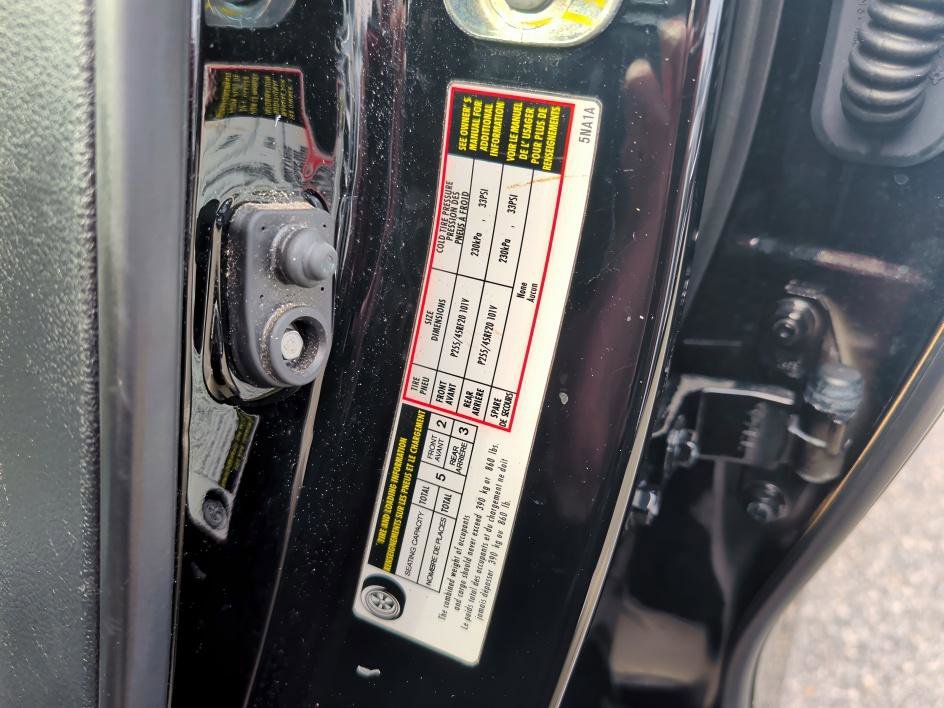 TIRE AND LOADING INFORMATION
RENSEIGNEMENTS SUR LES PNEUS ET LE CHARGEMENT
SEATING CAPACITY TOTAL 5 FRONT AVANT 2
NOMBRE DE PLACES TOTAL REAR ARRIÈRE 3
The combined weight of occupants
and cargo should never exceed 390 kg or 860 lbs.
Le poids total des occupants et du chargement ne doit
jamais dépasser 390 kg ou 860 lb.
TIRE PNEU SIZE DIMENSIONS COLD TIRE PRESSURE PRESSION DES PNEUS A FROID
FRONT AVANT P255/45RF20 101V 230kPa , 33PSI
REAR ARRIÈRE P255/45RF20 101V 230kPa , 33PSI
SPARE DE SECOURS None Aucun
SEE OWNER'S
MANUAL FOR
ADDITIONAL
INFORMATION
VOIR LE MANUEL
DE L'USAGER
POUR PLUS DE
RENSEIGNEMENTS
5NA1A